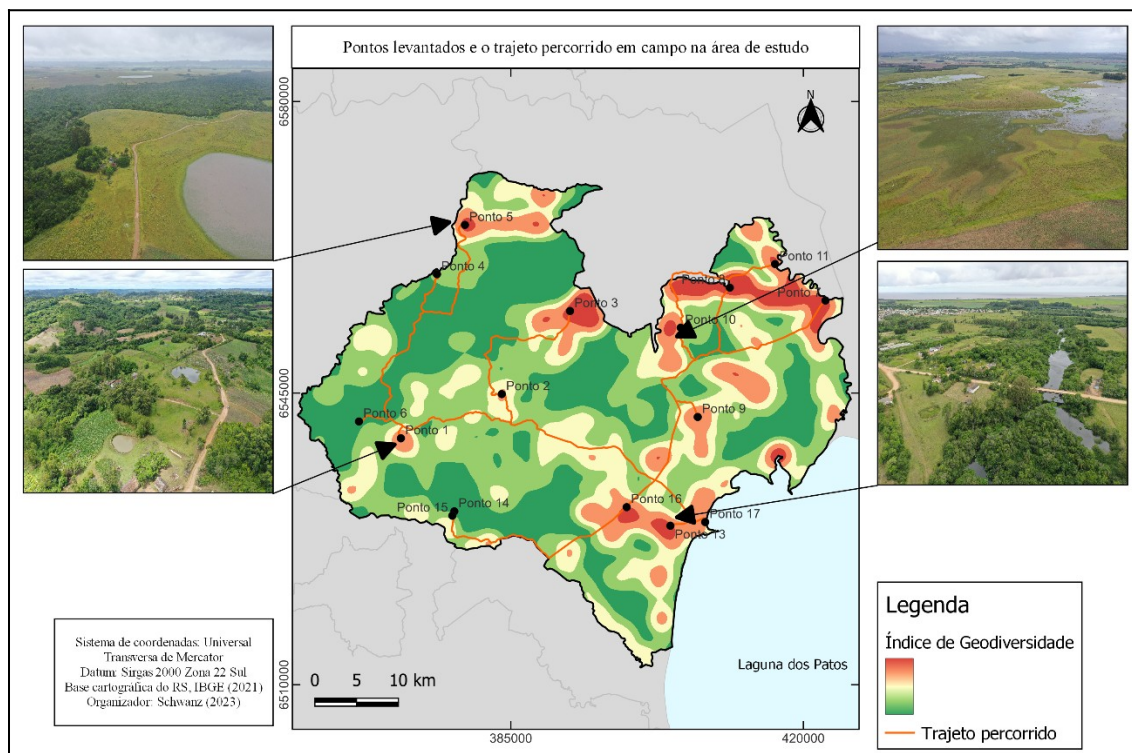 Pontos levantados e o trajeto percorrido em campo na área de estudo
6580000
6545000
6510000
N
Ponto 5
Ponto 4
Ponto 11
Ponto 3
Ponto
Ponto
Ponto 10
Ponto 2
Ponto 9
Ponto 6
Ponto 1
Ponto 14
Ponto 15
Ponto 16
Ponto 17
Ponto 13
Laguna dos Patos
0 5 10 km
385000
420000
Sistema de coordenadas: Universal
Transversa de Mercator
Datum: Sirgas 2000 Zona 22 Sul
Base cartográfica do RS, IBGE (2021)
Organizador: Schwanz (2023)
Legenda
Índice de Geodiversidade
Trajeto percorrido